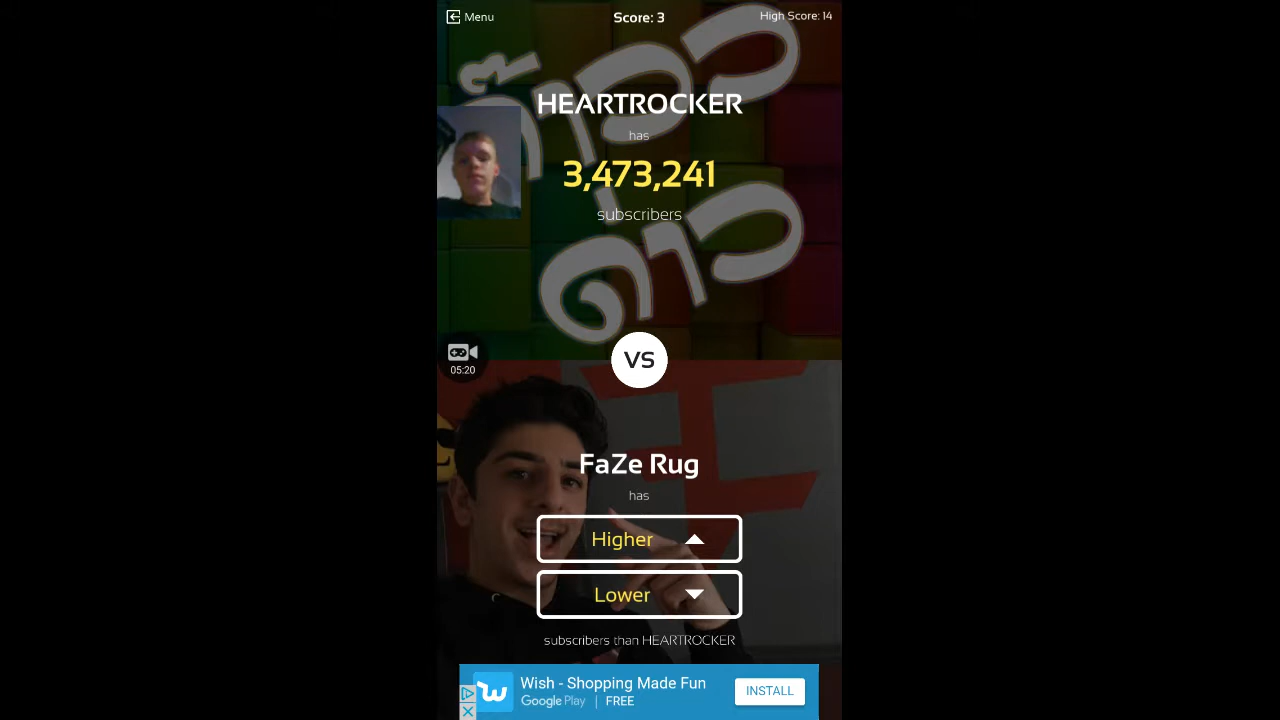 Menu
Score: 3
High Score: 14
HEARTROCKER
has
3,473,241
subscribers
VS
05:20
FaZe Rug
has
Higher
Lower
subscribers than HEARTROCKER
Wish - Shopping Made Fun
Google Play | FREE
INSTALL